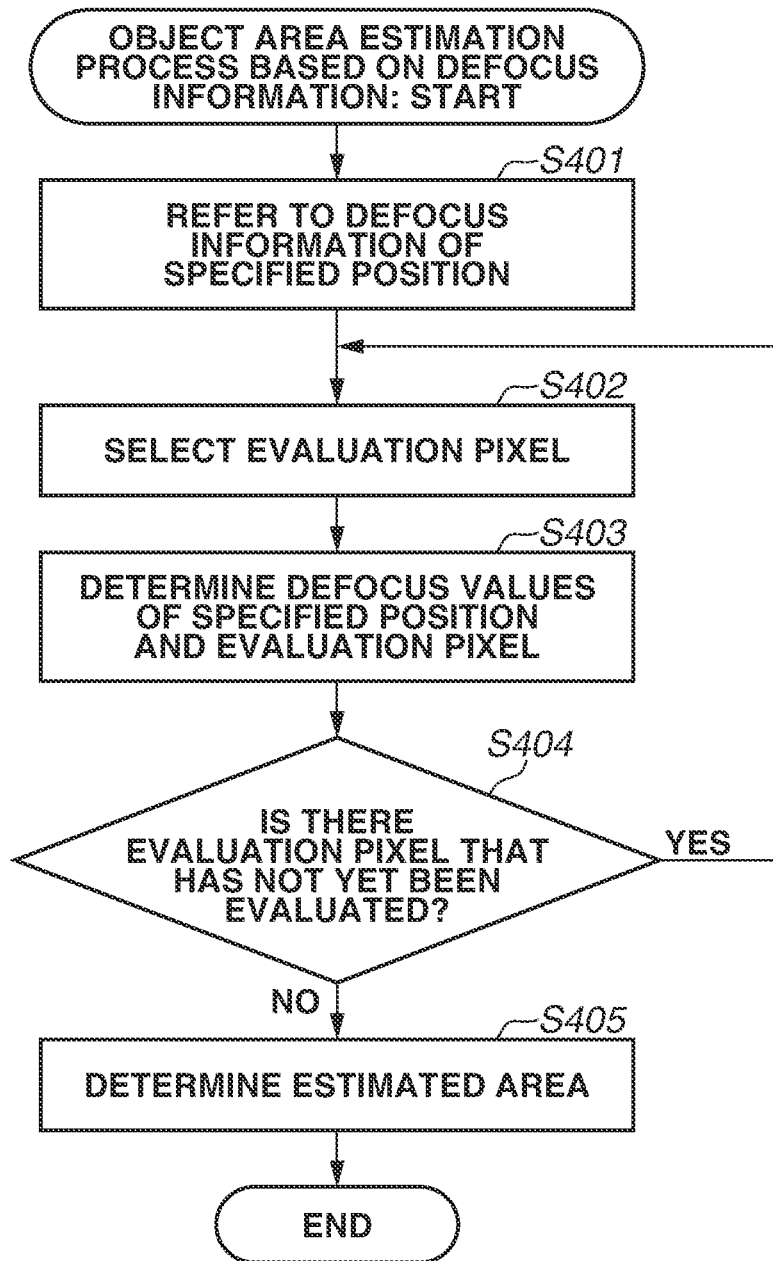 OBJECT AREA ESTIMATION
PROCESS BASED ON DEFOCUS
INFORMATION: START
S401
REFER TO DEFOCUS
INFORMATION OF
SPECIFIED POSITION
S402
SELECT EVALUATION PIXEL
S403
DETERMINE DEFOCUS VALUES
OF SPECIFIED POSITION
AND EVALUATION PIXEL
S404
IS THERE
EVALUATION PIXEL THAT
HAS NOT YET BEEN
EVALUATED?
YES
NO
S405
DETERMINE ESTIMATED AREA
END